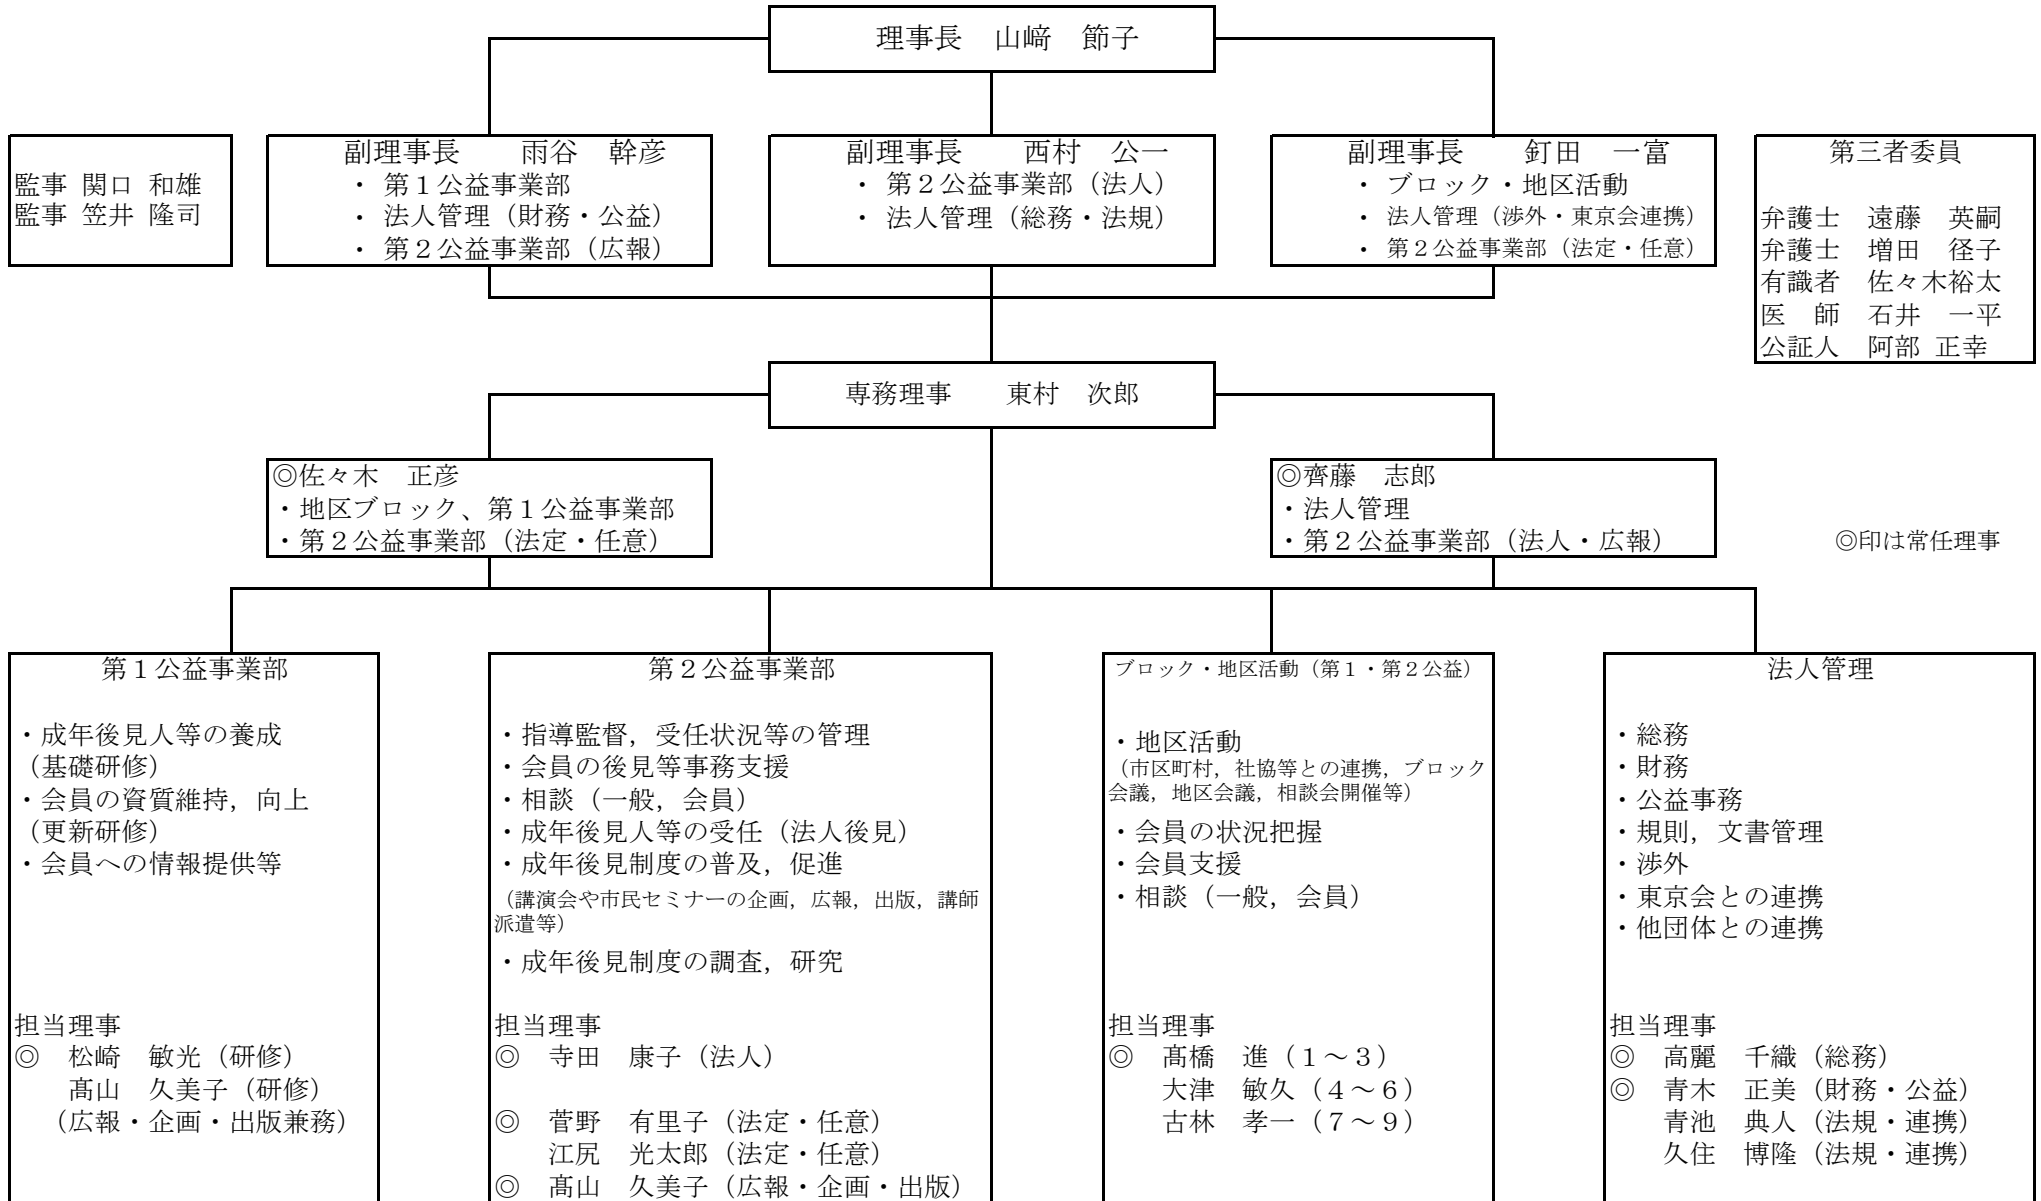 理事長　山﨑　節子
監事 関口 和雄
監事 笠井 隆司
副理事長　　雨谷　幹彦
・ 第１公益事業部
・ 法人管理（財務・公益）
・ 第２公益事業部（広報）
副理事長　　西村　公一
・ 第２公益事業部（法人）
・ 法人管理（総務・法規）
副理事長　　釘田　一富
・ ブロック・地区活動
・ 法人管理（渉外・東京会連携）
・ 第２公益事業部（法定・任意）
第三者委員
弁護士　遠藤　英嗣
弁護士　増田　径子
有識者　佐々木裕太
医　師　石井　一平
公証人　阿部 正幸
専務理事　　東村　次郎
◎佐々木　正彦
・地区ブロック、第１公益事業部
・第２公益事業部（法定・任意）
◎齊藤　志郎
・法人管理
・第２公益事業部（法人・広報）
◎印は常任理事
第１公益事業部
・成年後見人等の養成
（基礎研修）
・会員の資質維持，向上
（更新研修）
・会員への情報提供等
担当理事
◎　松崎　敏光（研修）
髙山　久美子（研修）
（広報・企画・出版兼務）
第２公益事業部
・指導監督，受任状況等の管理
・会員の後見等事務支援
・相談（一般，会員）
・成年後見人等の受任（法人後見）
・成年後見制度の普及，促進
（講演会や市民セミナーの企画，広報，出版，講師
派遣等）
・成年後見制度の調査，研究
担当理事
◎　寺田　康子（法人）
◎　菅野　有里子（法定・任意）
江尻　光太郎（法定・任意）
◎　髙山　久美子（広報・企画・出版）
ブロック・地区活動（第１・第２公益）
・地区活動
（市区町村，社協等との連携，ブロック
会議，地区会議，相談会開催等）
・会員の状況把握
・会員支援
・相談（一般，会員）
担当理事
◎　髙橋　進（１～３）
大津　敏久（４～６）
古林　孝一（７～９）
法人管理
・総務
・財務
・公益事務
・規則，文書管理
・渉外
・東京会との連携
・他団体との連携
担当理事
◎　高麗　千織（総務）
◎　青木　正美（財務・公益）
青池　典人（法規・連携）
久住　博隆（法規・連携）